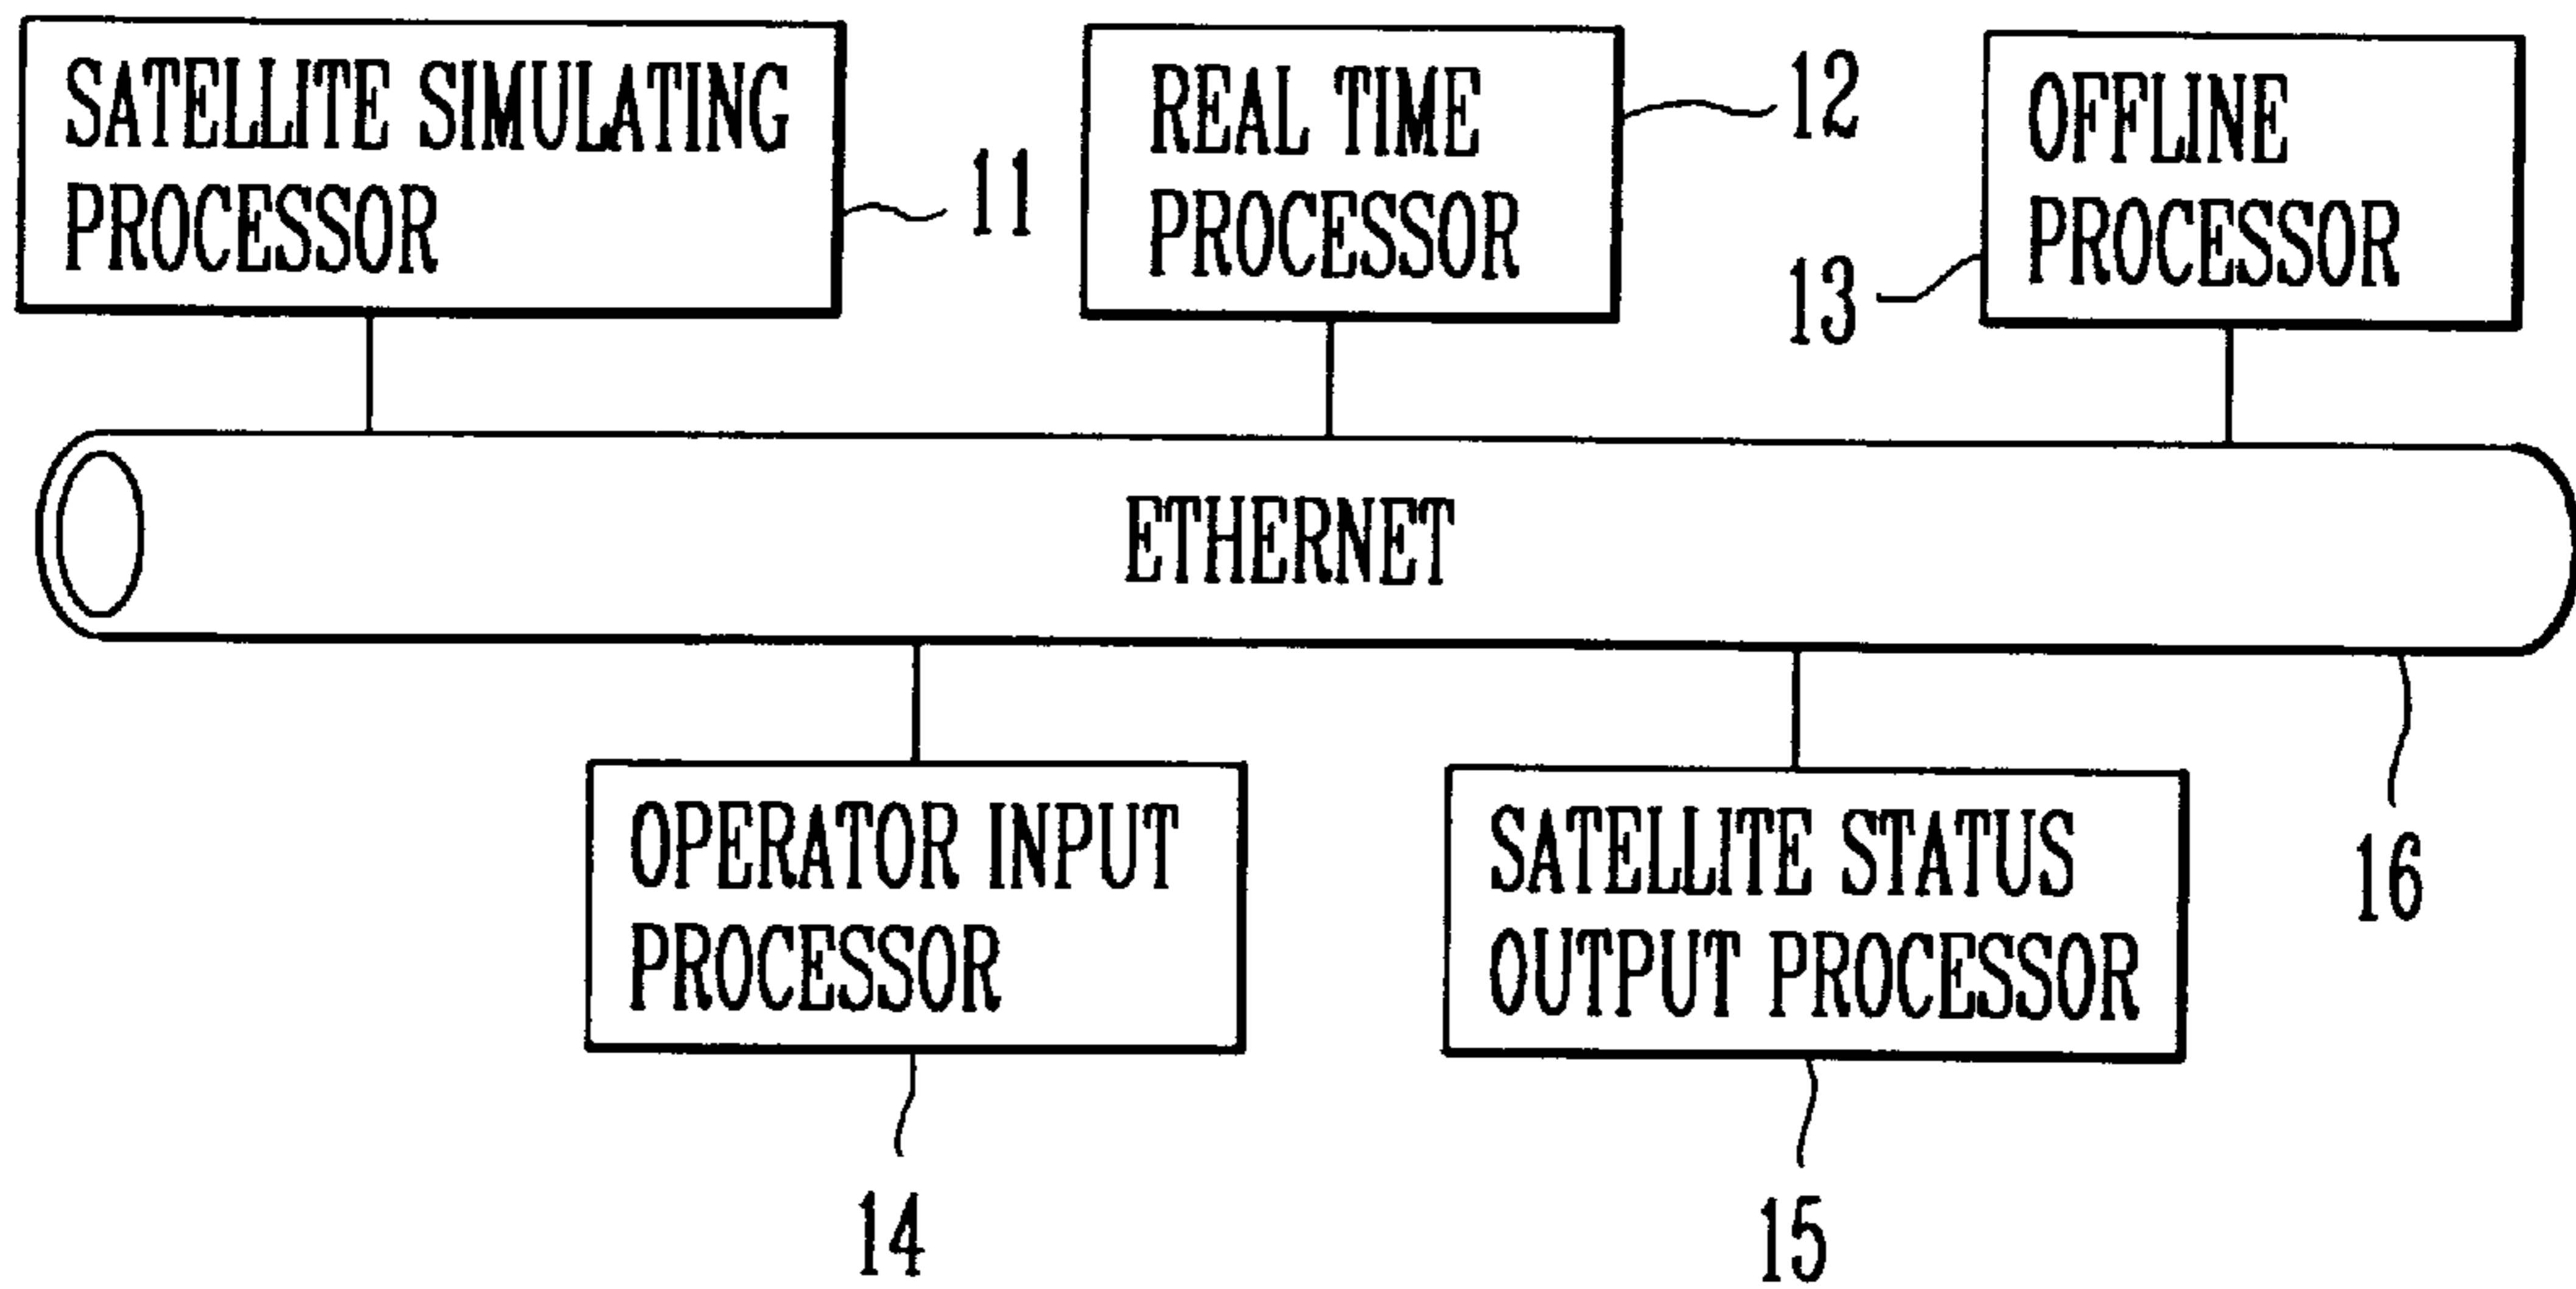 SATELLITE SIMULATING
PROCESSOR
11
REAL TIME
PROCESSOR
12
OFFLINE
PROCESSOR
13
ETHERNET
16
OPERATOR INPUT
PROCESSOR
14
SATELLITE STATUS
OUTPUT PROCESSOR
15